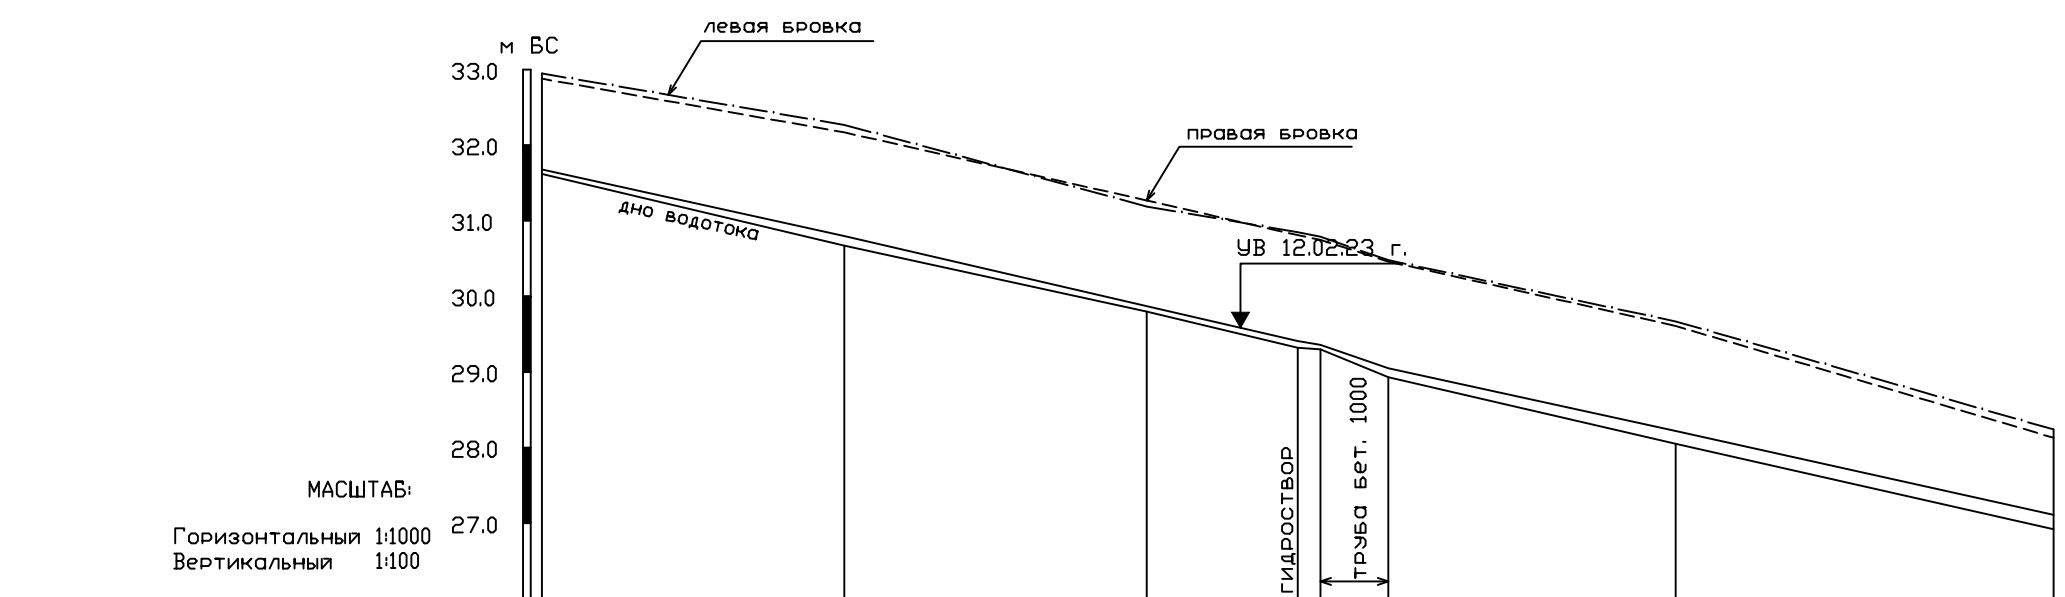 левая бровка
м БС
33.0
правая бровка
32.0
дно водотока
31.0
УВ 12.02.23 г.
30.0
29.0
ТРУБА БЕТ. 1000
28.0
ГИДРОСТВОР
МАСШТАБ:
27.0
Горизонтальный 1:1000
Вертикальный 1:100